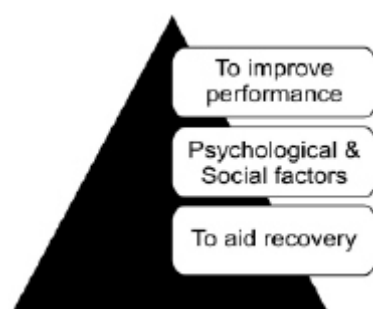 To improve
performance
Psychological &
Social factors
To aid recovery